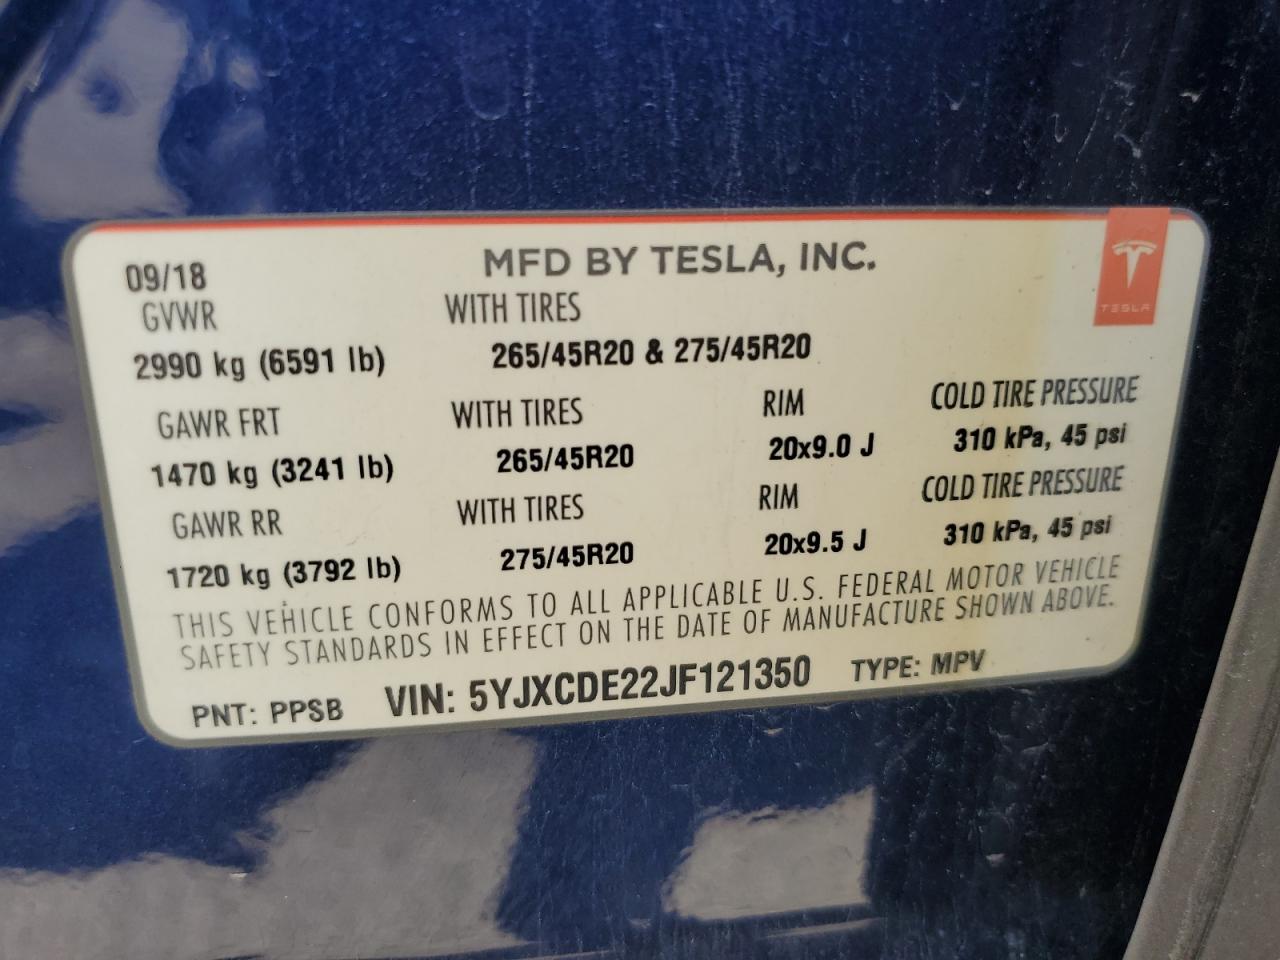 09/18 MFD BY TESLA, INC.
TESLA
GVWR WITH TIRES
2990 kg (6591 lb) 265/45R20 & 275/45R20
GAWR FRT WITH TIRES RIM COLD TIRE PRESSURE
1470 kg (3241 lb) 265/45R20 20x9.0 J 310 kPa, 45 psi
GAWR RR WITH TIRES RIM COLD TIRE PRESSURE
1720 kg (3792 lb) 275/45R20 20x9.5 J 310 kPa, 45 psi
THIS VEHICLE CONFORMS TO ALL APPLICABLE U.S. FEDERAL MOTOR VEHICLE
SAFETY STANDARDS IN EFFECT ON THE DATE OF MANUFACTURE SHOWN ABOVE.
PNT: PPSB VIN: 5YJXCDE22JF121350 TYPE: MPV